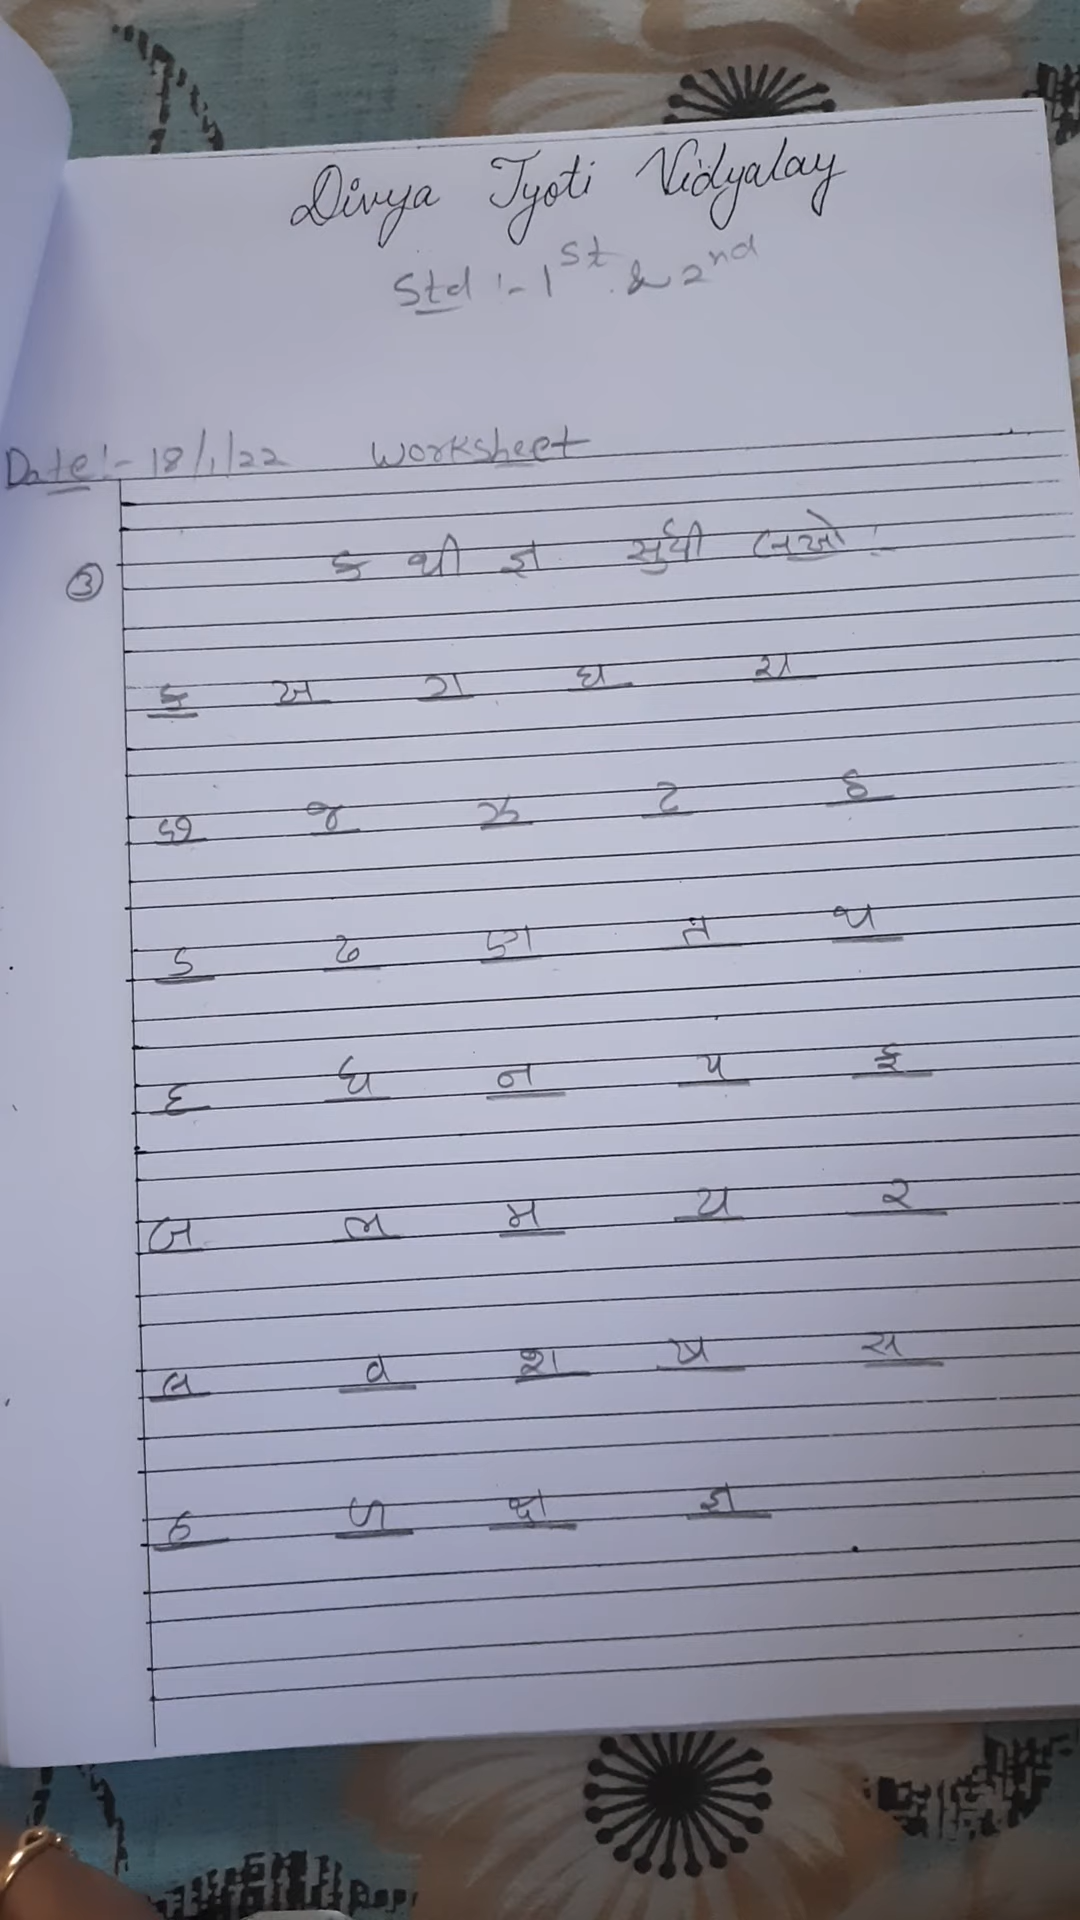 Divya Jyoti Vidyalay
Std :- 1st & 2nd
Date :- 18/1/22 Worksheet
③ ક થી જ્ઞ સુધી લખો :-
ક ખ ગ ઘ ચ
છ જ ઝ ટ ઠ
ડ ઢ ણ ત થ
દ ધ ન પ ફ
બ ભ મ ય ર
લ વ શ ષ સ
હ ળ ક્ષ જ્ઞ